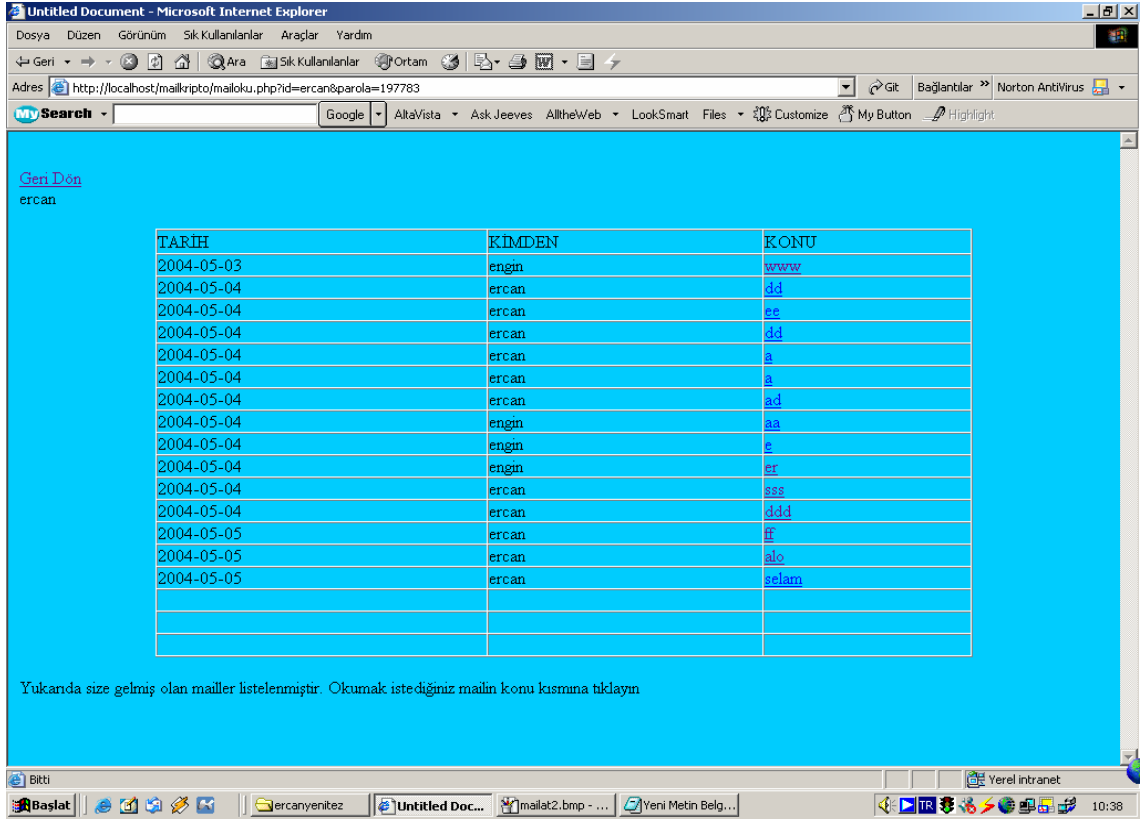 Untitled Document - Microsoft Internet Explorer
Dosya Düzen Görünüm Sık Kullanılanlar Araçlar Yardım
Geri Ara Sık Kullanılanlar Ortam
Adres http://localhost/mailkripto/mailoku.php?id=ercan&parola=197783 Git Bağlantılar » Norton AntiVirus
My Search Google AltaVista Ask Jeeves AlltheWeb LookSmart Files Customize My Button Highlight
Geri Dön
ercan
TARİH KİMDEN KONU
2004-05-03 engin www
2004-05-04 ercan dd
2004-05-04 ercan ee
2004-05-04 ercan dd
2004-05-04 ercan a
2004-05-04 ercan a
2004-05-04 ercan ad
2004-05-04 engin aa
2004-05-04 engin e
2004-05-04 engin er
2004-05-04 ercan sss
2004-05-04 ercan ddd
2004-05-05 ercan ff
2004-05-05 ercan alo
2004-05-05 ercan selam
Yukarıda size gelmiş olan mailler listelenmiştir. Okumak istediğiniz mailin konu kısmına tıklayın
Bitti Yerel intranet
Başlat ercanyenitez Untitled Doc... mailat2.bmp - ... Yeni Metin Belg... TR 10:38